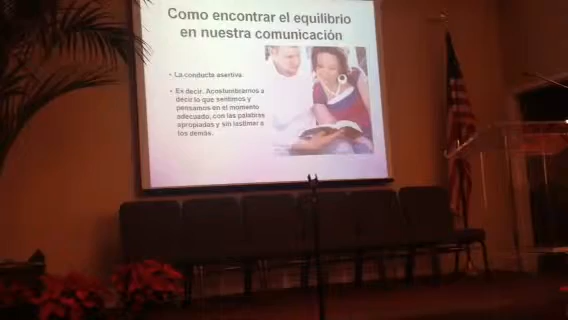 Como encontrar el equilibrio
en nuestra comunicación
• La conducta asertiva
• Es decir. Acostumbrarnos a
decir lo que sentimos y
pensamos en el momento
adecuado, con las palabras
apropiadas y sin lastimar a
los demás.